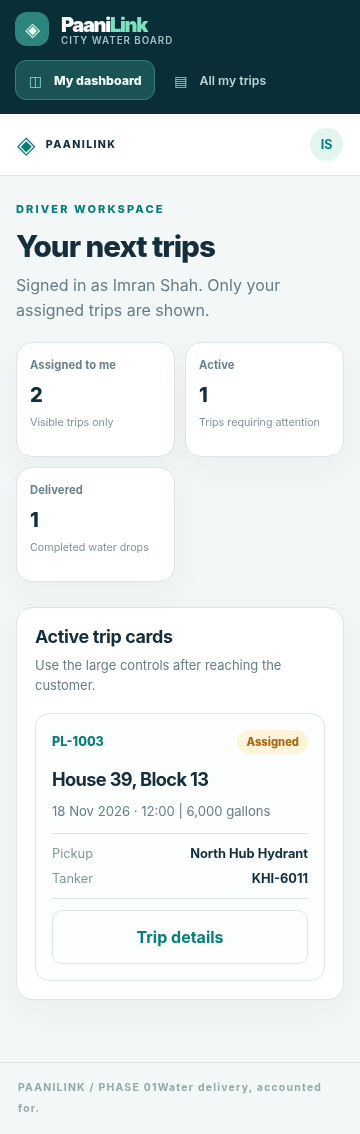 PaaniLink
CITY WATER BOARD
My dashboard
All my trips
PAANILINK
IS
DRIVER WORKSPACE
Your next trips
Signed in as Imran Shah. Only your
assigned trips are shown.
Assigned to me
2
Visible trips only
Active
1
Trips requiring attention
Delivered
1
Completed water drops
Active trip cards
Use the large controls after reaching the
customer.
PL-1003
Assigned
House 39, Block 13
18 Nov 2026 · 12:00 | 6,000 gallons
Pickup North Hub Hydrant
Tanker KHI-6011
Trip details
PAANILINK / PHASE 01Water delivery, accounted
for.